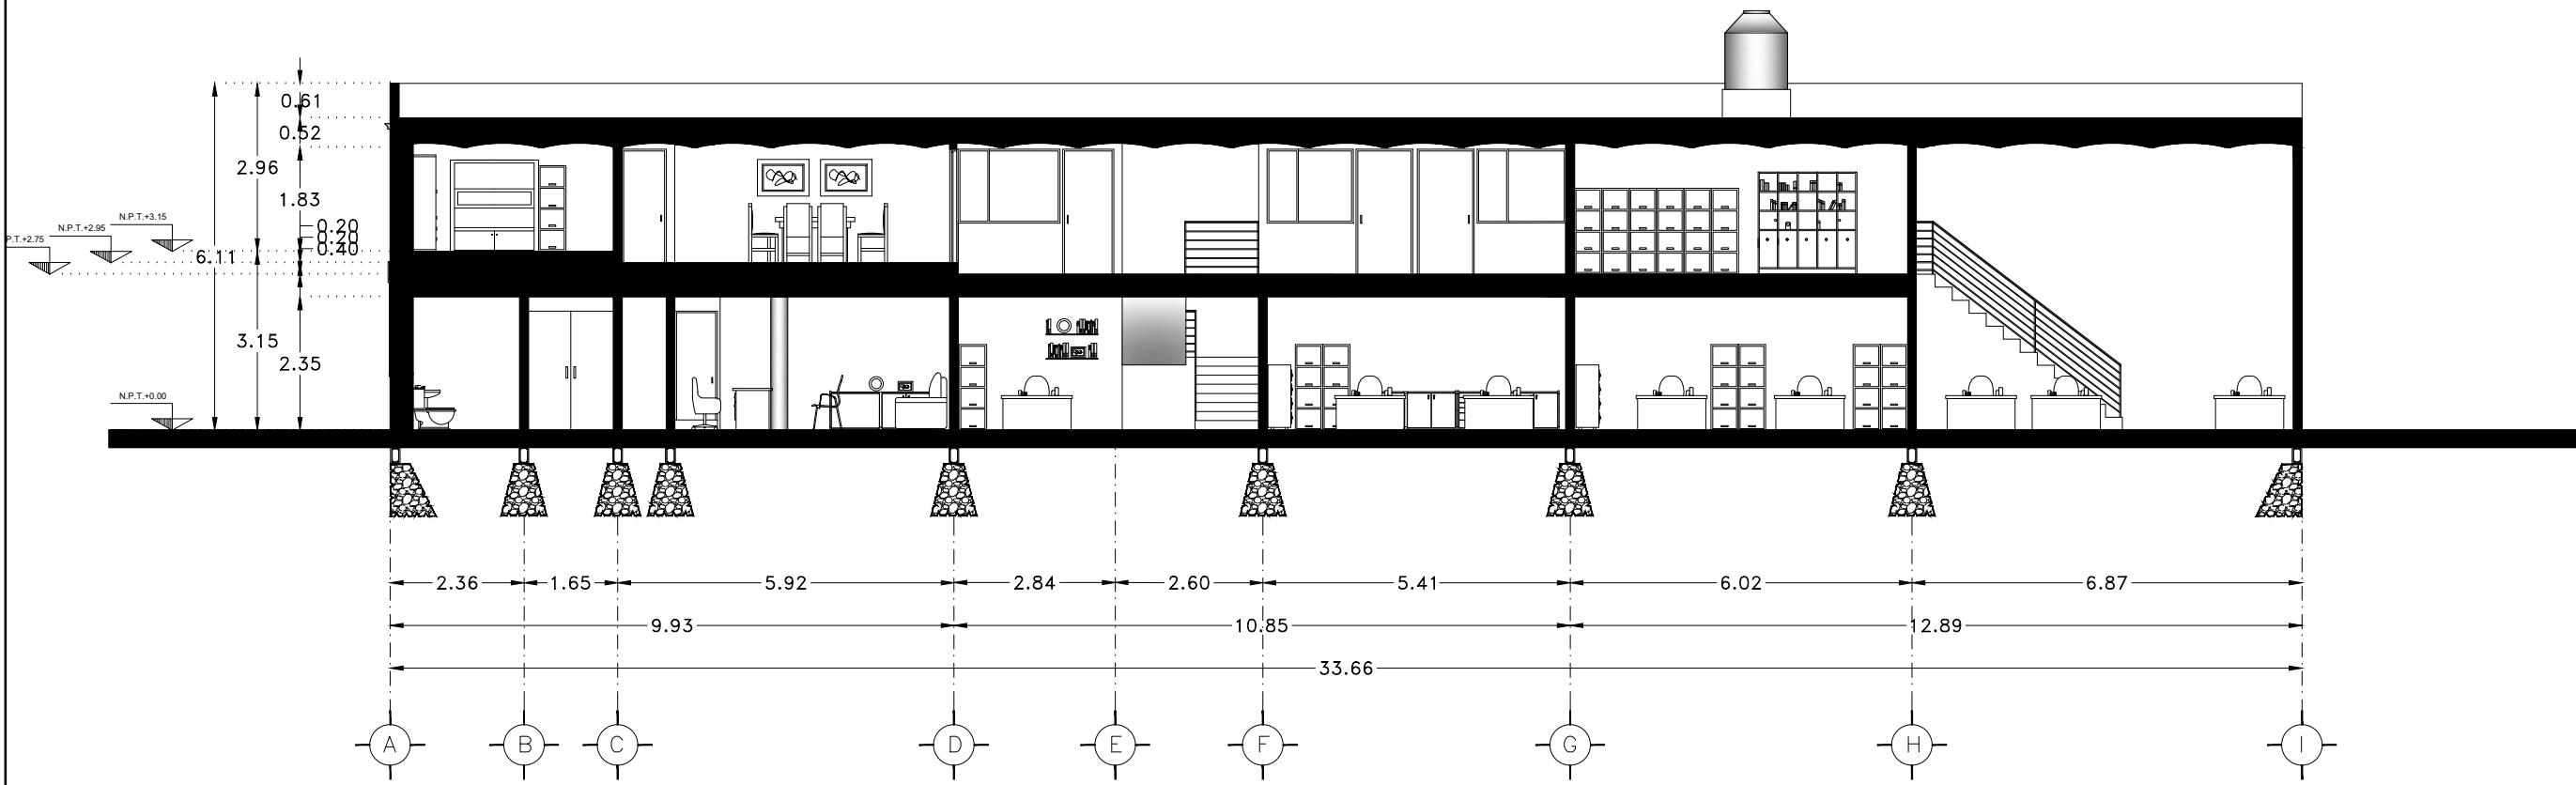 0.61
0.52
2.96
1.83
N.P.T.+3.15
0.20
N.P.T.+2.95
0.20
P.T.+2.75
0.40
6.11
3.15
2.35
N.P.T.+0.00
2.36 1.65 5.92 2.84 2.60 5.41 6.02 6.87
9.93 10.85 12.89
33.66
A B C D E F G H I